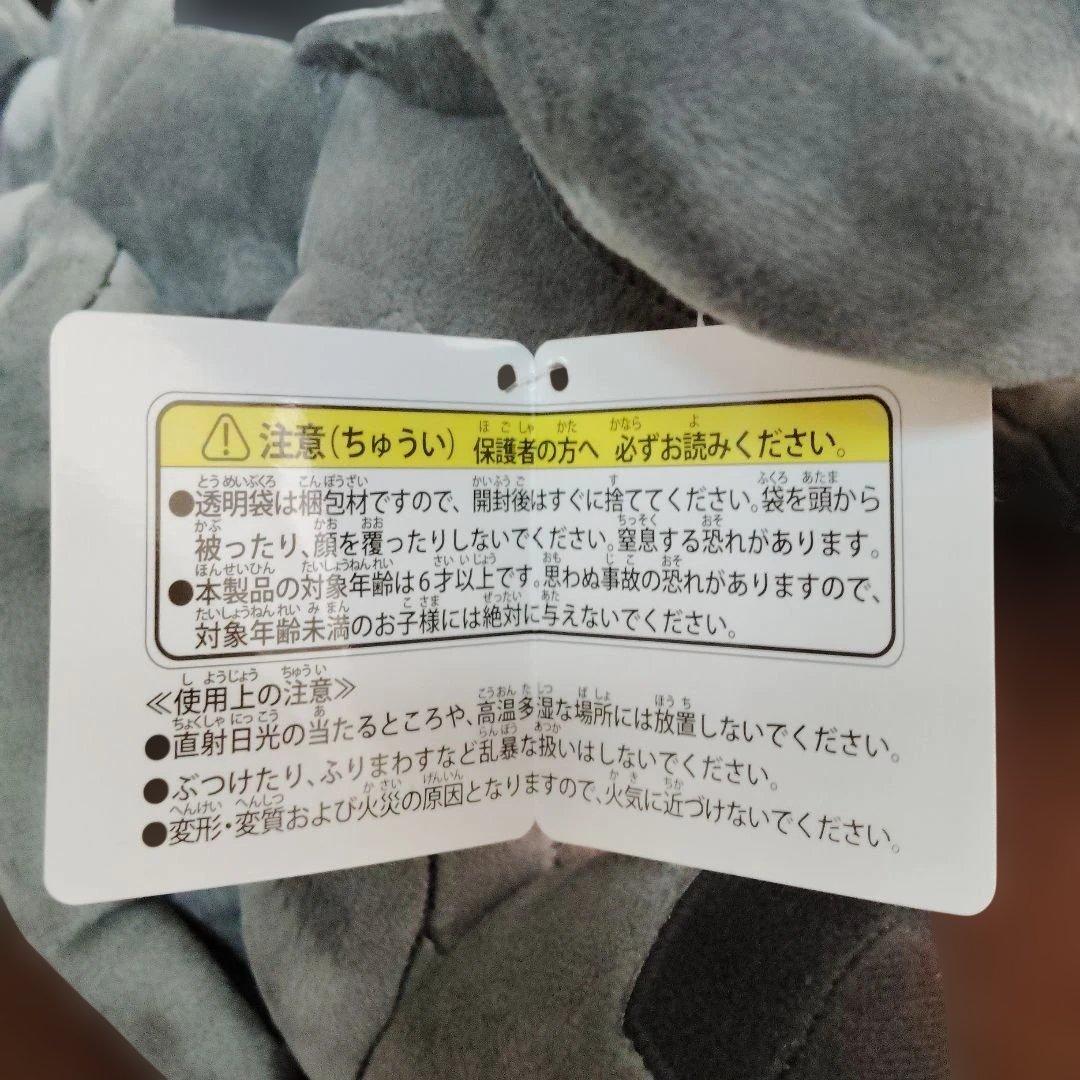 注意(ちゅうい) 保護者の方へ 必ずお読みください。
●透明袋は梱包材ですので、開封後はすぐに捨ててください。袋を頭から
被ったり、顔を覆ったりしないでください。窒息する恐れがあります。
●本製品の対象年齢は6才以上です。思わぬ事故の恐れがありますので、
対象年齢未満のお子様には絶対に与えないでください。
≪使用上の注意≫
●直射日光の当たるところや、高温多湿な場所には放置しないでください。
●ぶつけたり、ふりまわすなど乱暴な扱いはしないでください。
●変形・変質および火災の原因となりますので、火気に近づけないでください。